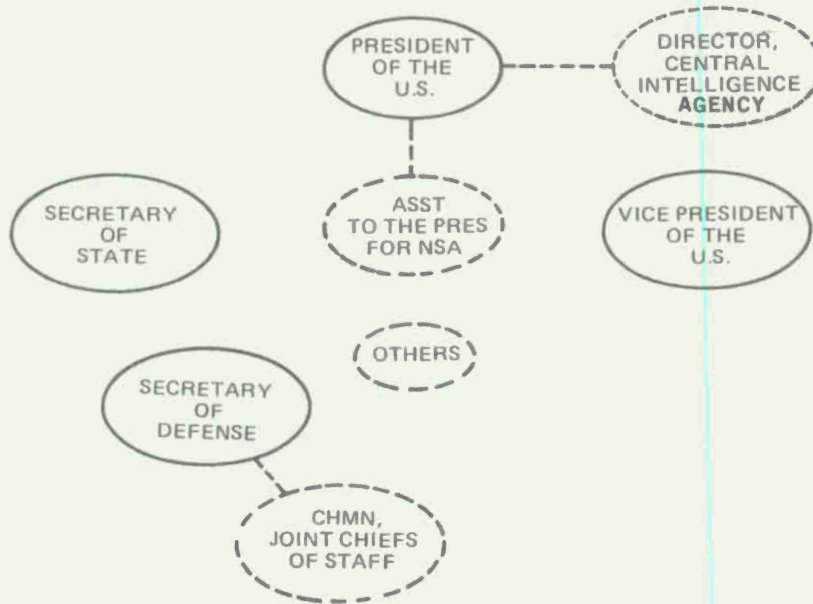 PRESIDENT
OF THE
U.S.
DIRECTOR,
CENTRAL
INTELLIGENCE
AGENCY
SECRETARY
OF
STATE
ASST
TO THE PRES
FOR NSA
VICE PRESIDENT
OF THE
U.S.
OTHERS
SECRETARY
OF
DEFENSE
CHMN,
JOINT CHIEFS
OF STAFF